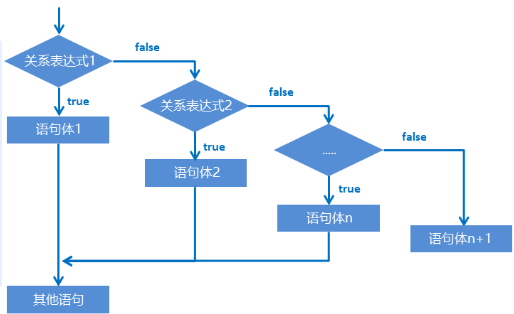 关系表达式1
false
true
关系表达式2
false
语句体1
true
.....
false
语句体2
true
语句体n
语句体n+1
其他语句